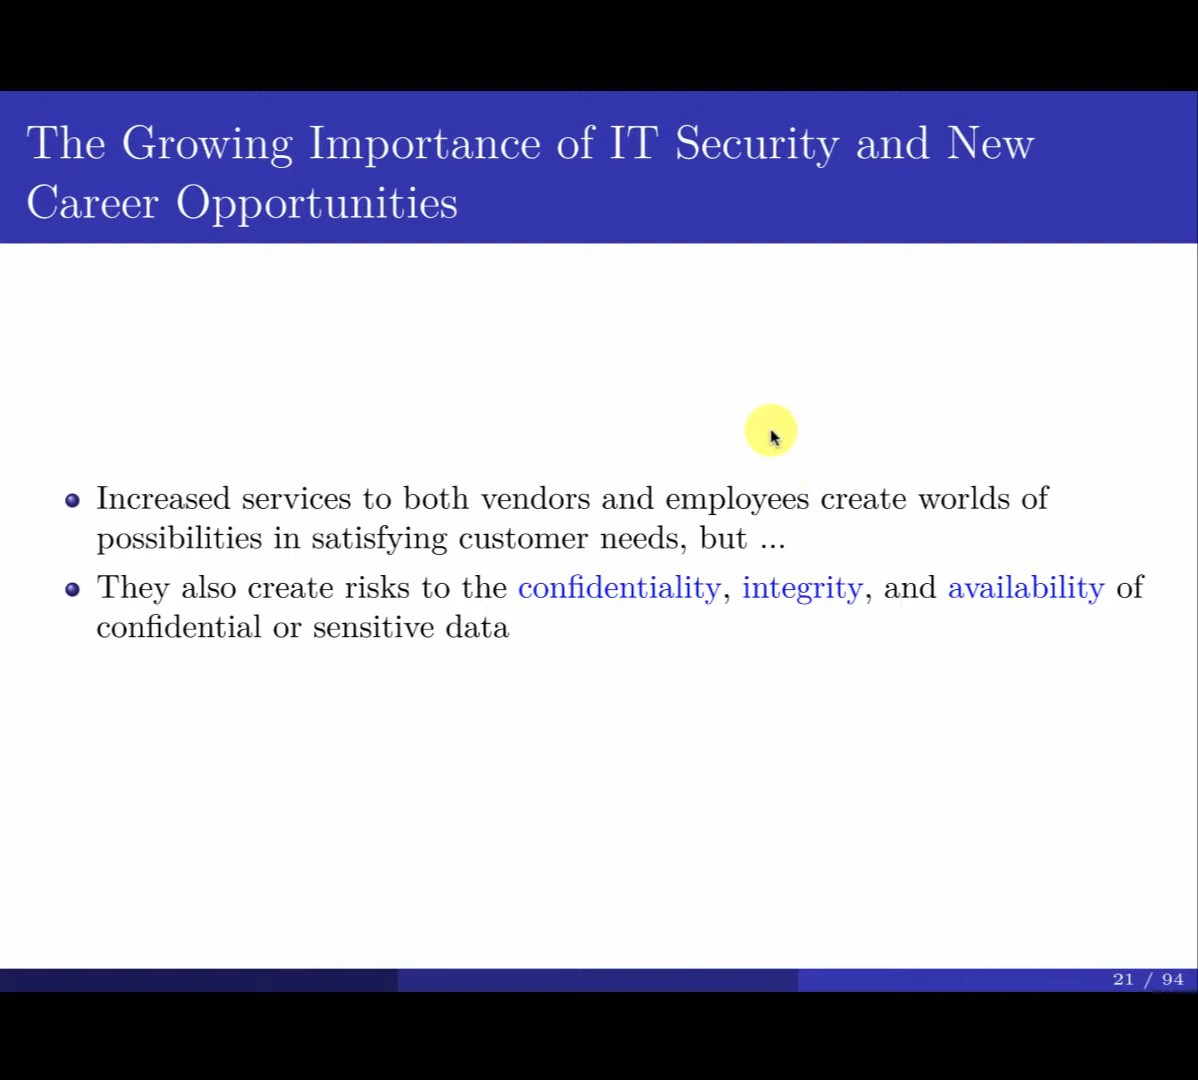 The Growing Importance of IT Security and New
Career Opportunities
Increased services to both vendors and employees create worlds of
possibilities in satisfying customer needs, but ...
They also create risks to the confidentiality, integrity, and availability of
confidential or sensitive data
21 / 94